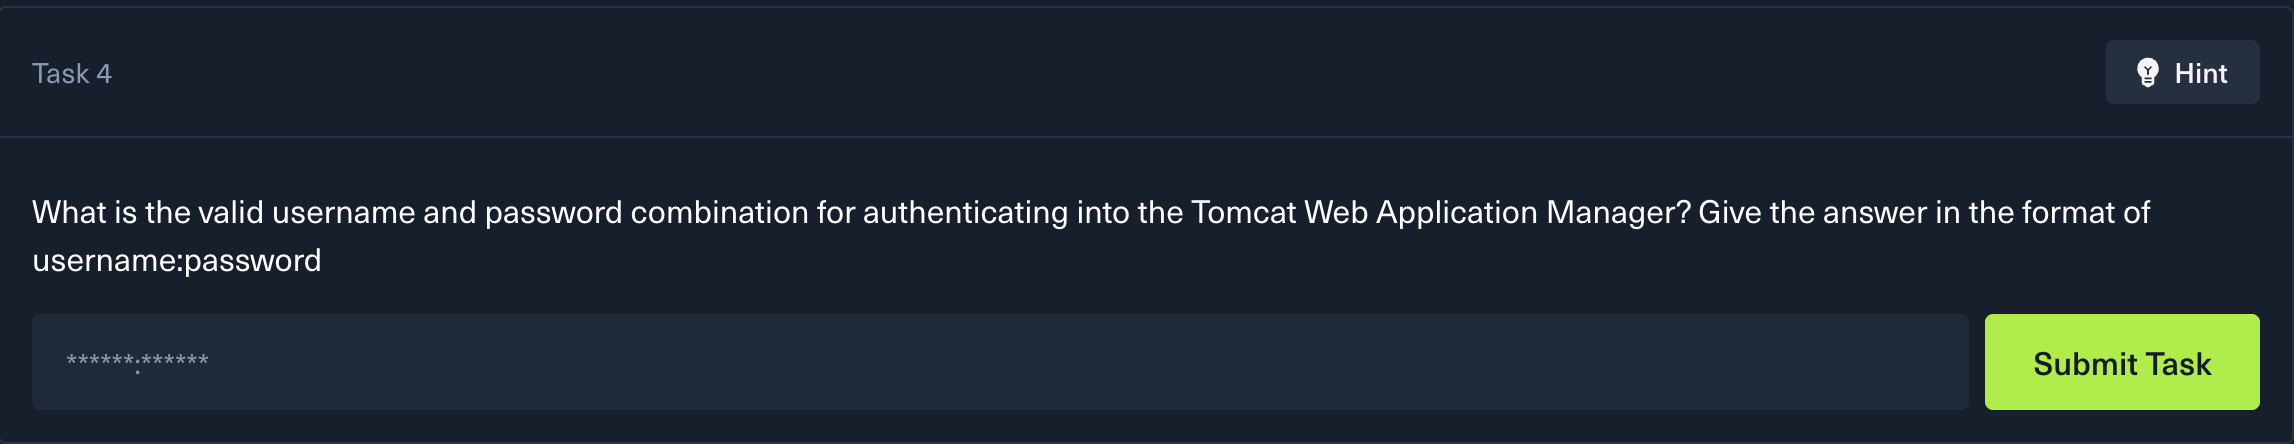 Task 4
Hint
What is the valid username and password combination for authenticating into the Tomcat Web Application Manager? Give the answer in the format of
username:password
******:******
Submit Task